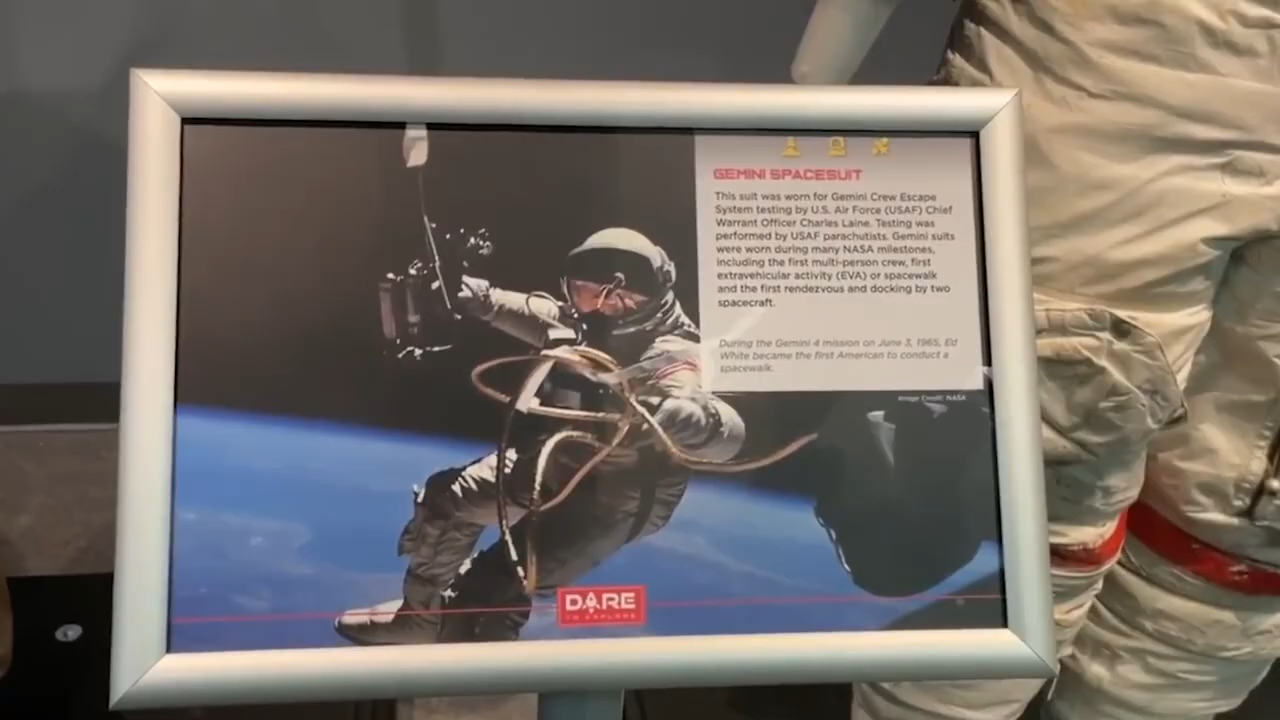 GEMINI SPACESUIT
This suit was worn for Gemini Crew Escape
System testing by U.S. Air Force (USAF) Chief
Warrant Officer Charles Laine. Testing was
performed by USAF parachutists. Gemini suits
were worn during many NASA milestones,
including the first multi-person crew, first
extravehicular activity (EVA) or spacewalk
and the first rendezvous and docking by two
spacecraft.
During the Gemini 4 mission on June 3, 1965, Ed
White became the first American to conduct a
spacewalk.
Image Credit: NASA
DARE
TO EXPLORE